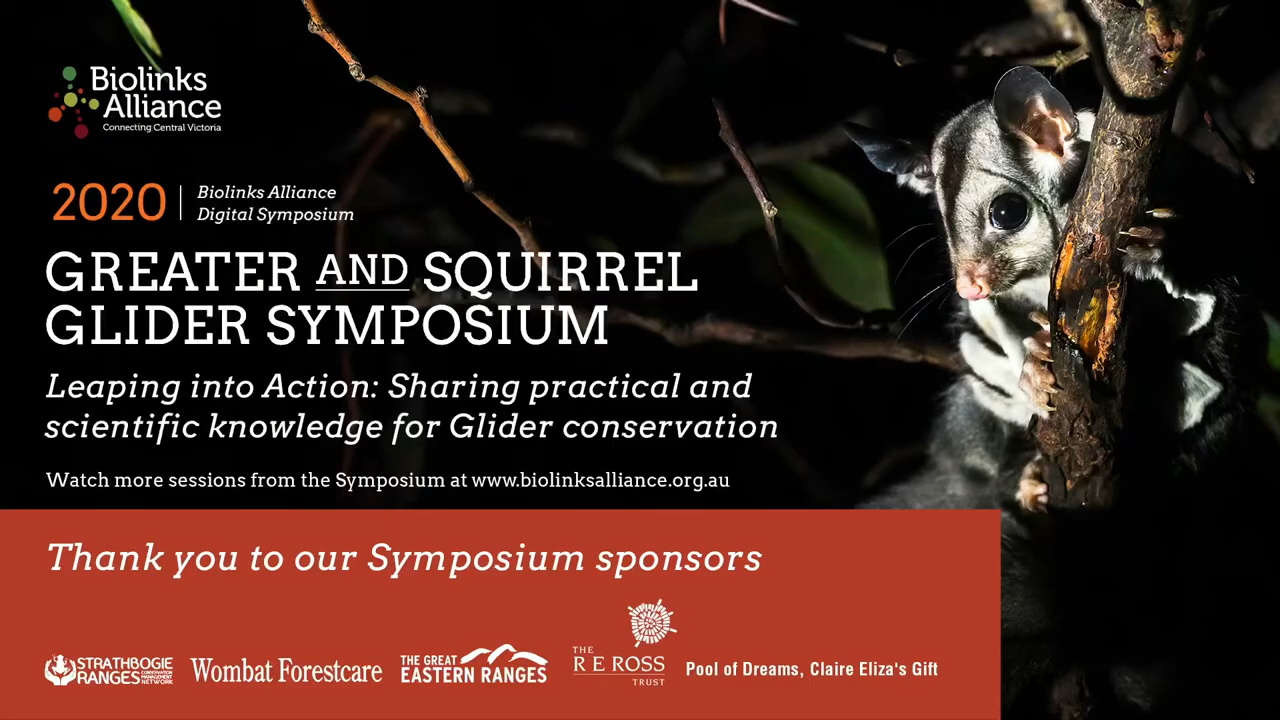 Biolinks
Alliance
Connecting Central Victoria
2020
Biolinks Alliance
Digital Symposium
GREATER AND SQUIRREL
GLIDER SYMPOSIUM
Leaping into Action: Sharing practical and
scientific knowledge for Glider conservation
Watch more sessions from the Symposium at www.biolinksalliance.org.au
Thank you to our Symposium sponsors
STRATHBOGIE
RANGES
CONSERVATION
MANAGEMENT
NETWORK
Wombat Forestcare
THE GREAT
EASTERN RANGES
THE
R E ROSS
TRUST
Pool of Dreams, Claire Eliza's Gift